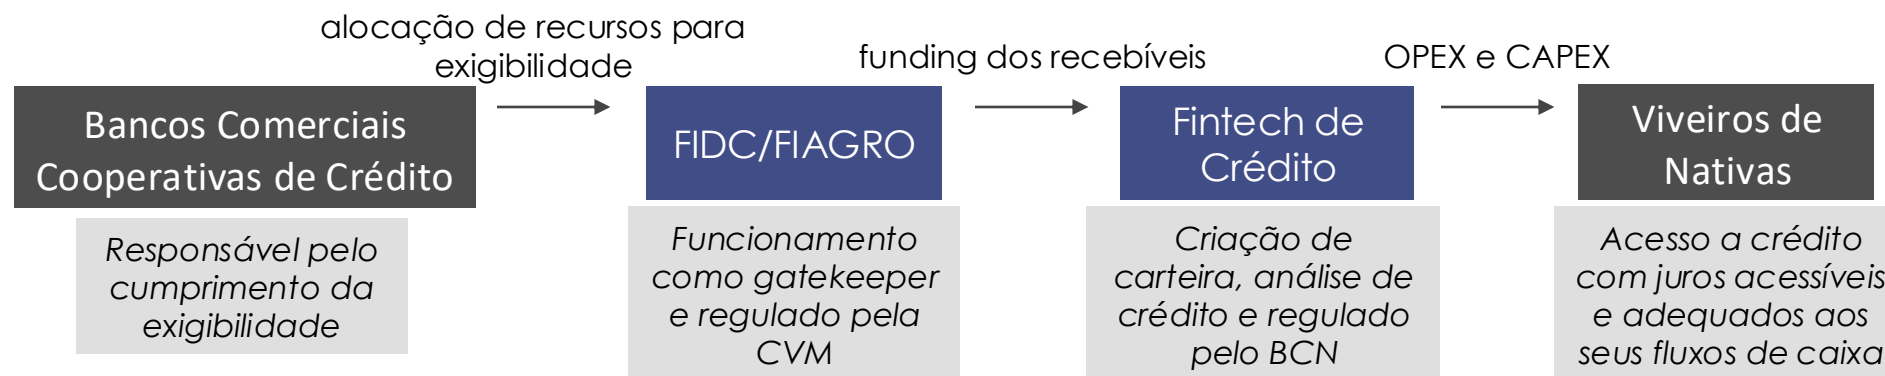 alocação de recursos para
exigibilidade
funding dos recebíveis
OPEX e CAPEX
Bancos Comerciais
Cooperativas de Crédito
FIDC/FIAGRO
Fintech de
Crédito
Viveiros de
Nativas
Responsável pelo
cumprimento da
exigibilidade
Funcionamento
como gatekeeper
e regulado pela
CVM
Criação de
carteira, análise de
crédito e regulado
pelo BCN
Acesso a crédito
com juros acessíveis
e adequados aos
seus fluxos de caixa